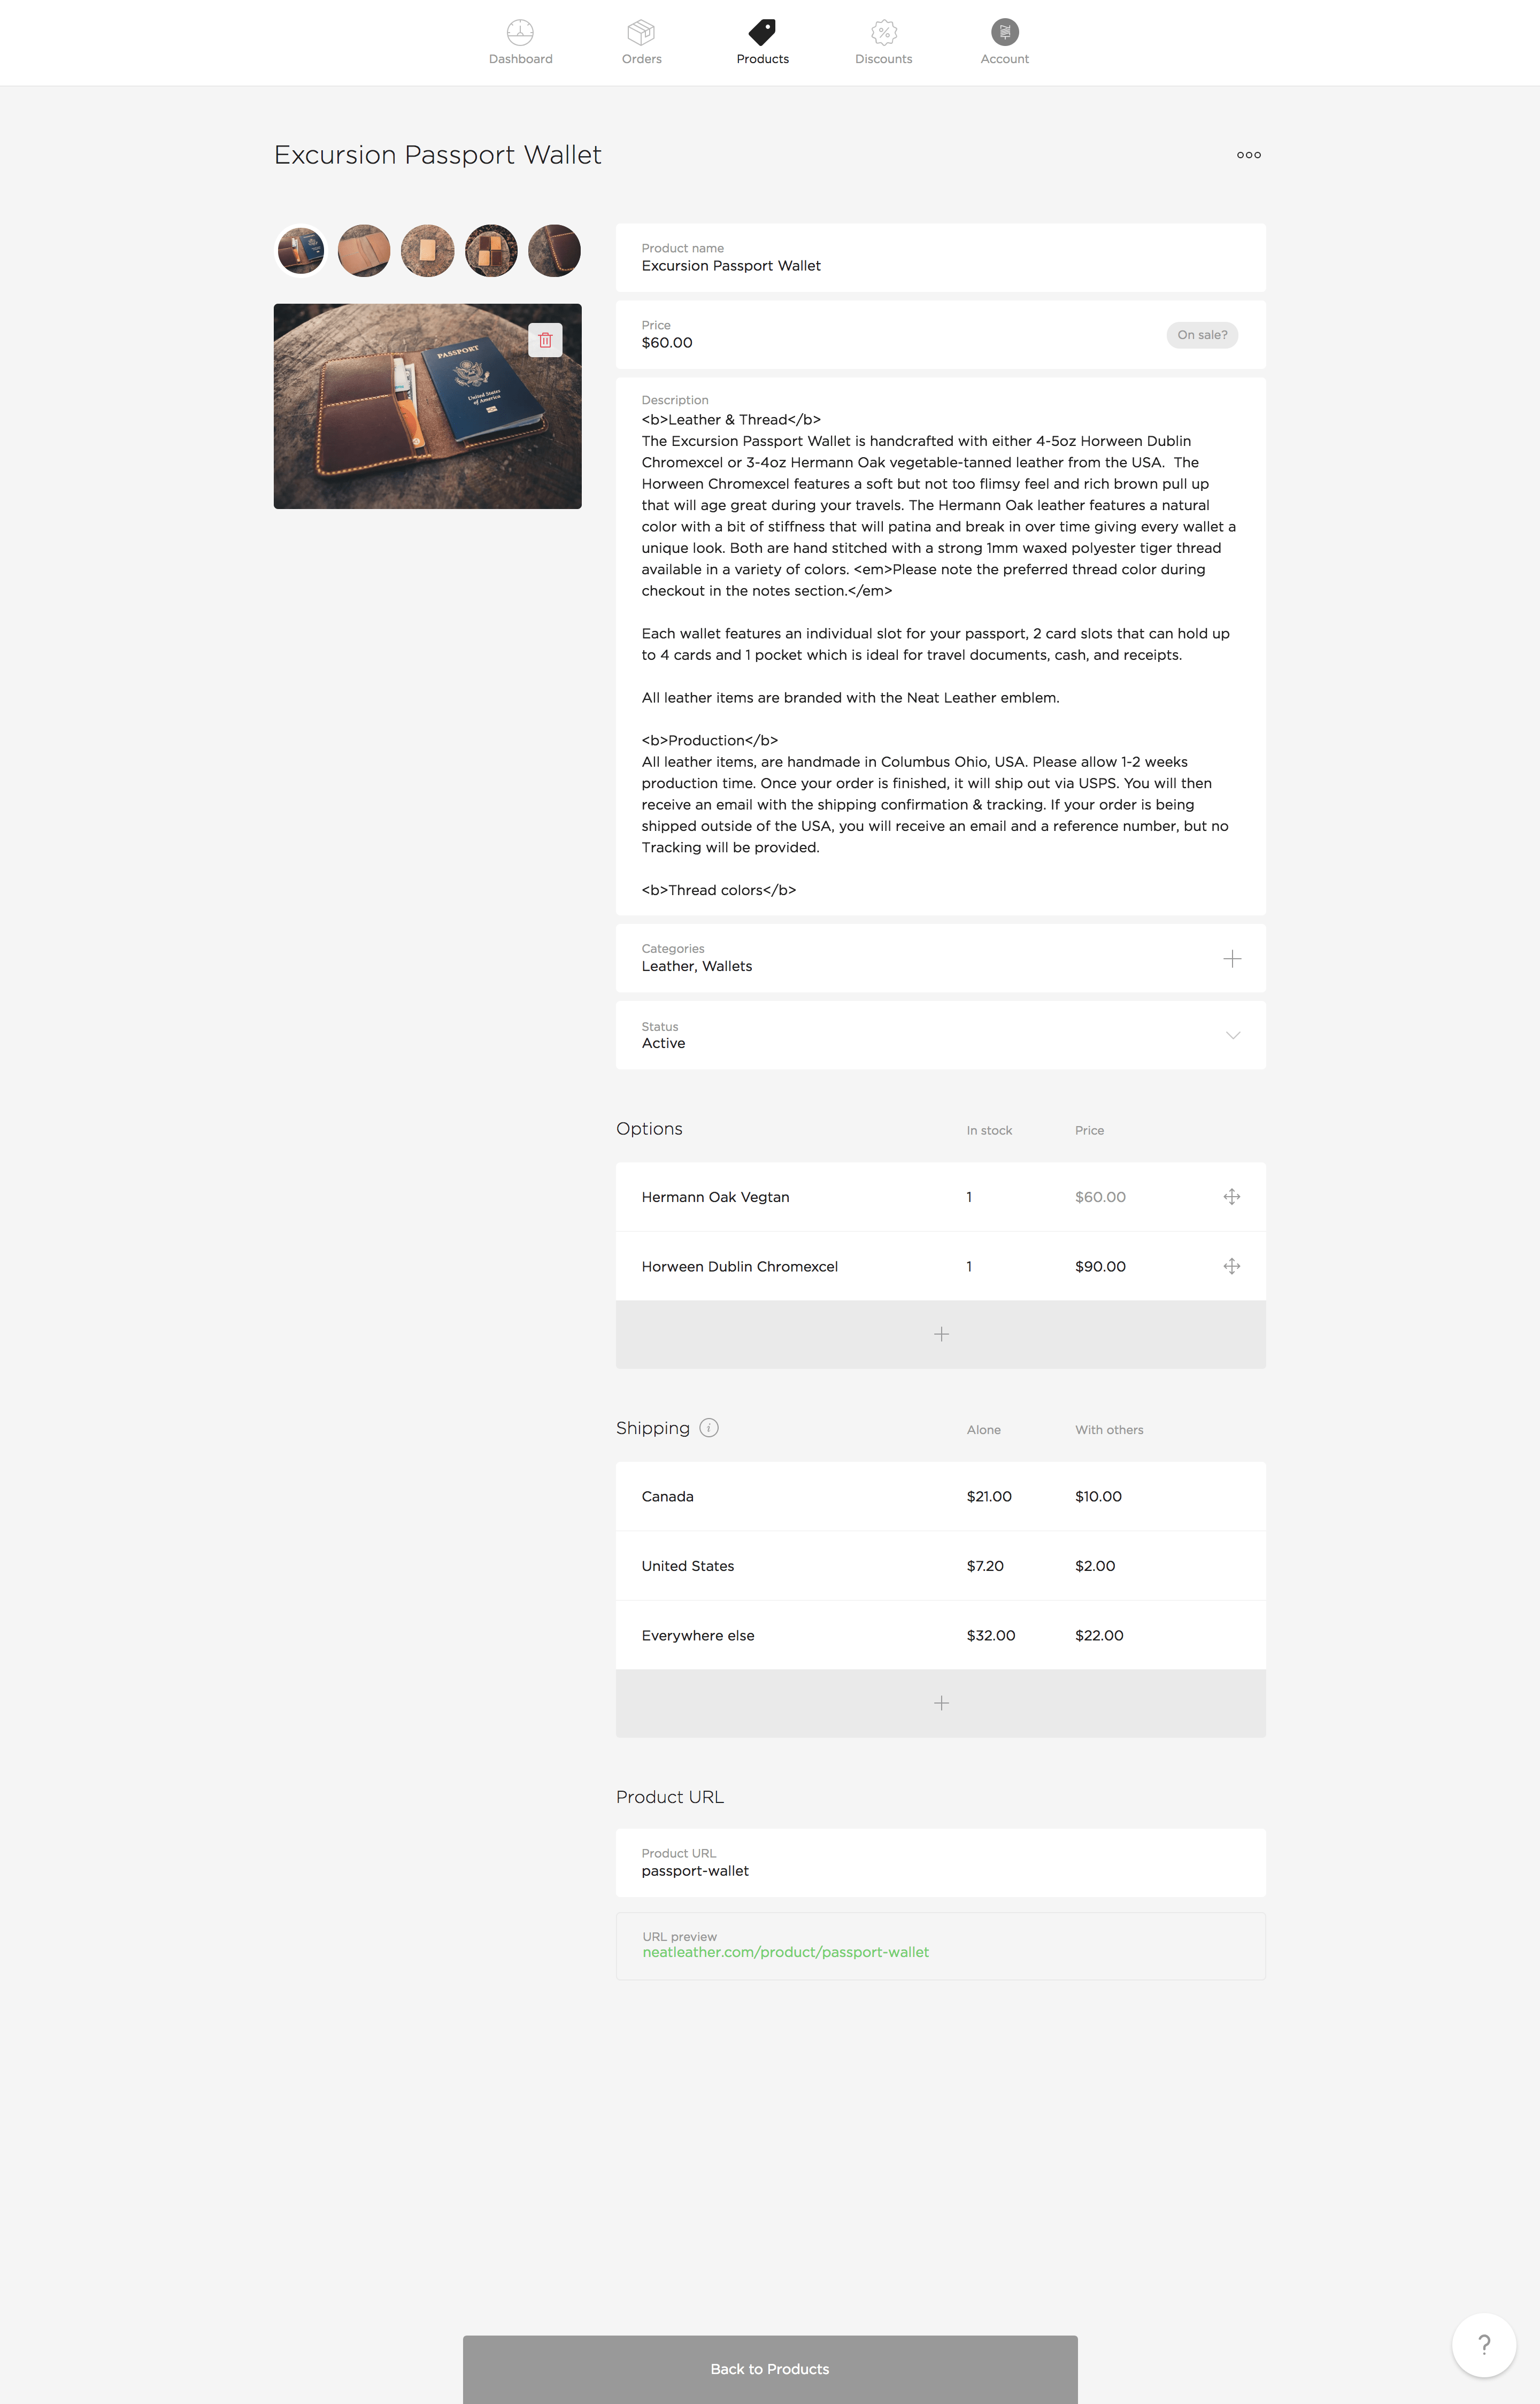 Dashboard
Orders
Products
Discounts
Account
Excursion Passport Wallet
PASSPORT
United States
of America
Product name
Excursion Passport Wallet
Price
$60.00
On sale?
Description
<b>Leather & Thread</b>
The Excursion Passport Wallet is handcrafted with either 4-5oz Horween Dublin
Chromexcel or 3-4oz Hermann Oak vegetable-tanned leather from the USA.  The
Horween Chromexcel features a soft but not too flimsy feel and rich brown pull up
that will age great during your travels. The Hermann Oak leather features a natural
color with a bit of stiffness that will patina and break in over time giving every wallet a
unique look. Both are hand stitched with a strong 1mm waxed polyester tiger thread
available in a variety of colors. <em>Please note the preferred thread color during
checkout in the notes section.</em>
Each wallet features an individual slot for your passport, 2 card slots that can hold up
to 4 cards and 1 pocket which is ideal for travel documents, cash, and receipts.
All leather items are branded with the Neat Leather emblem.
<b>Production</b>
All leather items, are handmade in Columbus Ohio, USA. Please allow 1-2 weeks
production time. Once your order is finished, it will ship out via USPS. You will then
receive an email with the shipping confirmation & tracking. If your order is being
shipped outside of the USA, you will receive an email and a reference number, but no
Tracking will be provided.
<b>Thread colors</b>
Categories
Leather, Wallets
Status
Active
Options In stock Price
Hermann Oak Vegtan 1 $60.00
Horween Dublin Chromexcel 1 $90.00
Shipping i Alone With others
Canada $21.00 $10.00
United States $7.20 $2.00
Everywhere else $32.00 $22.00
Product URL
Product URL
passport-wallet
URL preview
neatleather.com/product/passport-wallet
Back to Products
?